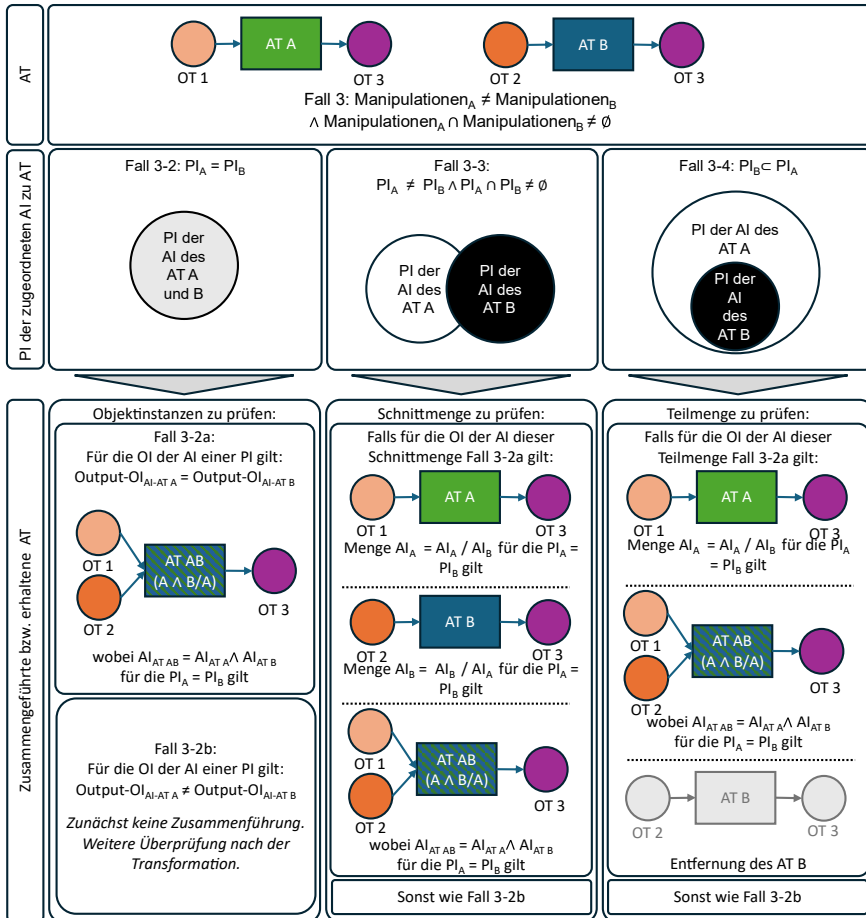 AT
AT A
AT B
OT 1
OT 3
OT 2
OT 3
Fall 3: Manipulationen_A ≠ Manipulationen_B
∧ Manipulationen_A ∩ Manipulationen_B ≠ ∅
PI der zugeordneten AI zu AT
Fall 3-2: PI_A = PI_B
PI der
AI des
AT A
und B
Fall 3-3:
PI_A ≠ PI_B ∧ PI_A ∩ PI_B ≠ ∅
PI der
AI des
AT A
PI der
AI des
AT B
Fall 3-4: PI_B ⊂ PI_A
PI der AI des
AT A
PI der
AI
des
AT B
Zusammengeführte bzw. erhaltene AT
Objektinstanzen zu prüfen:
Fall 3-2a:
Für die OI der AI einer PI gilt:
Output-OI_AI-AT A = Output-OI_AI-AT B
OT 1
AT AB
(A ∧ B/A)
OT 2
OT 3
wobei AI_AT AB = AI_AT A ∧ AI_AT B
für die PI_A = PI_B gilt
Fall 3-2b:
Für die OI der AI einer PI gilt:
Output-OI_AI-AT A ≠ Output-OI_AI-AT B
Zunächst keine Zusammenführung.
Weitere Überprüfung nach der
Transformation.
Schnittmenge zu prüfen:
Falls für die OI der AI dieser
Schnittmenge Fall 3-2a gilt:
AT A
OT 1
OT 3
Menge AI_A = AI_A / AI_B für die PI_A =
PI_B gilt
AT B
OT 2
OT 3
Menge AI_B = AI_B / AI_A für die PI_A =
PI_B gilt
OT 1
AT AB
(A ∧ B/A)
OT 2
OT 3
wobei AI_AT AB = AI_AT A ∧ AI_AT B
für die PI_A = PI_B gilt
Sonst wie Fall 3-2b
Teilmenge zu prüfen:
Falls für die OI der AI dieser
Teilmenge Fall 3-2a gilt:
AT A
OT 1
OT 3
Menge AI_A = AI_A / AI_B für die PI_A
= PI_B gilt
OT 1
AT AB
(A ∧ B/A)
OT 2
OT 3
wobei AI_AT AB = AI_AT A ∧ AI_AT B
für die PI_A = PI_B gilt
AT B
OT 2
OT 3
Entfernung des AT B
Sonst wie Fall 3-2b